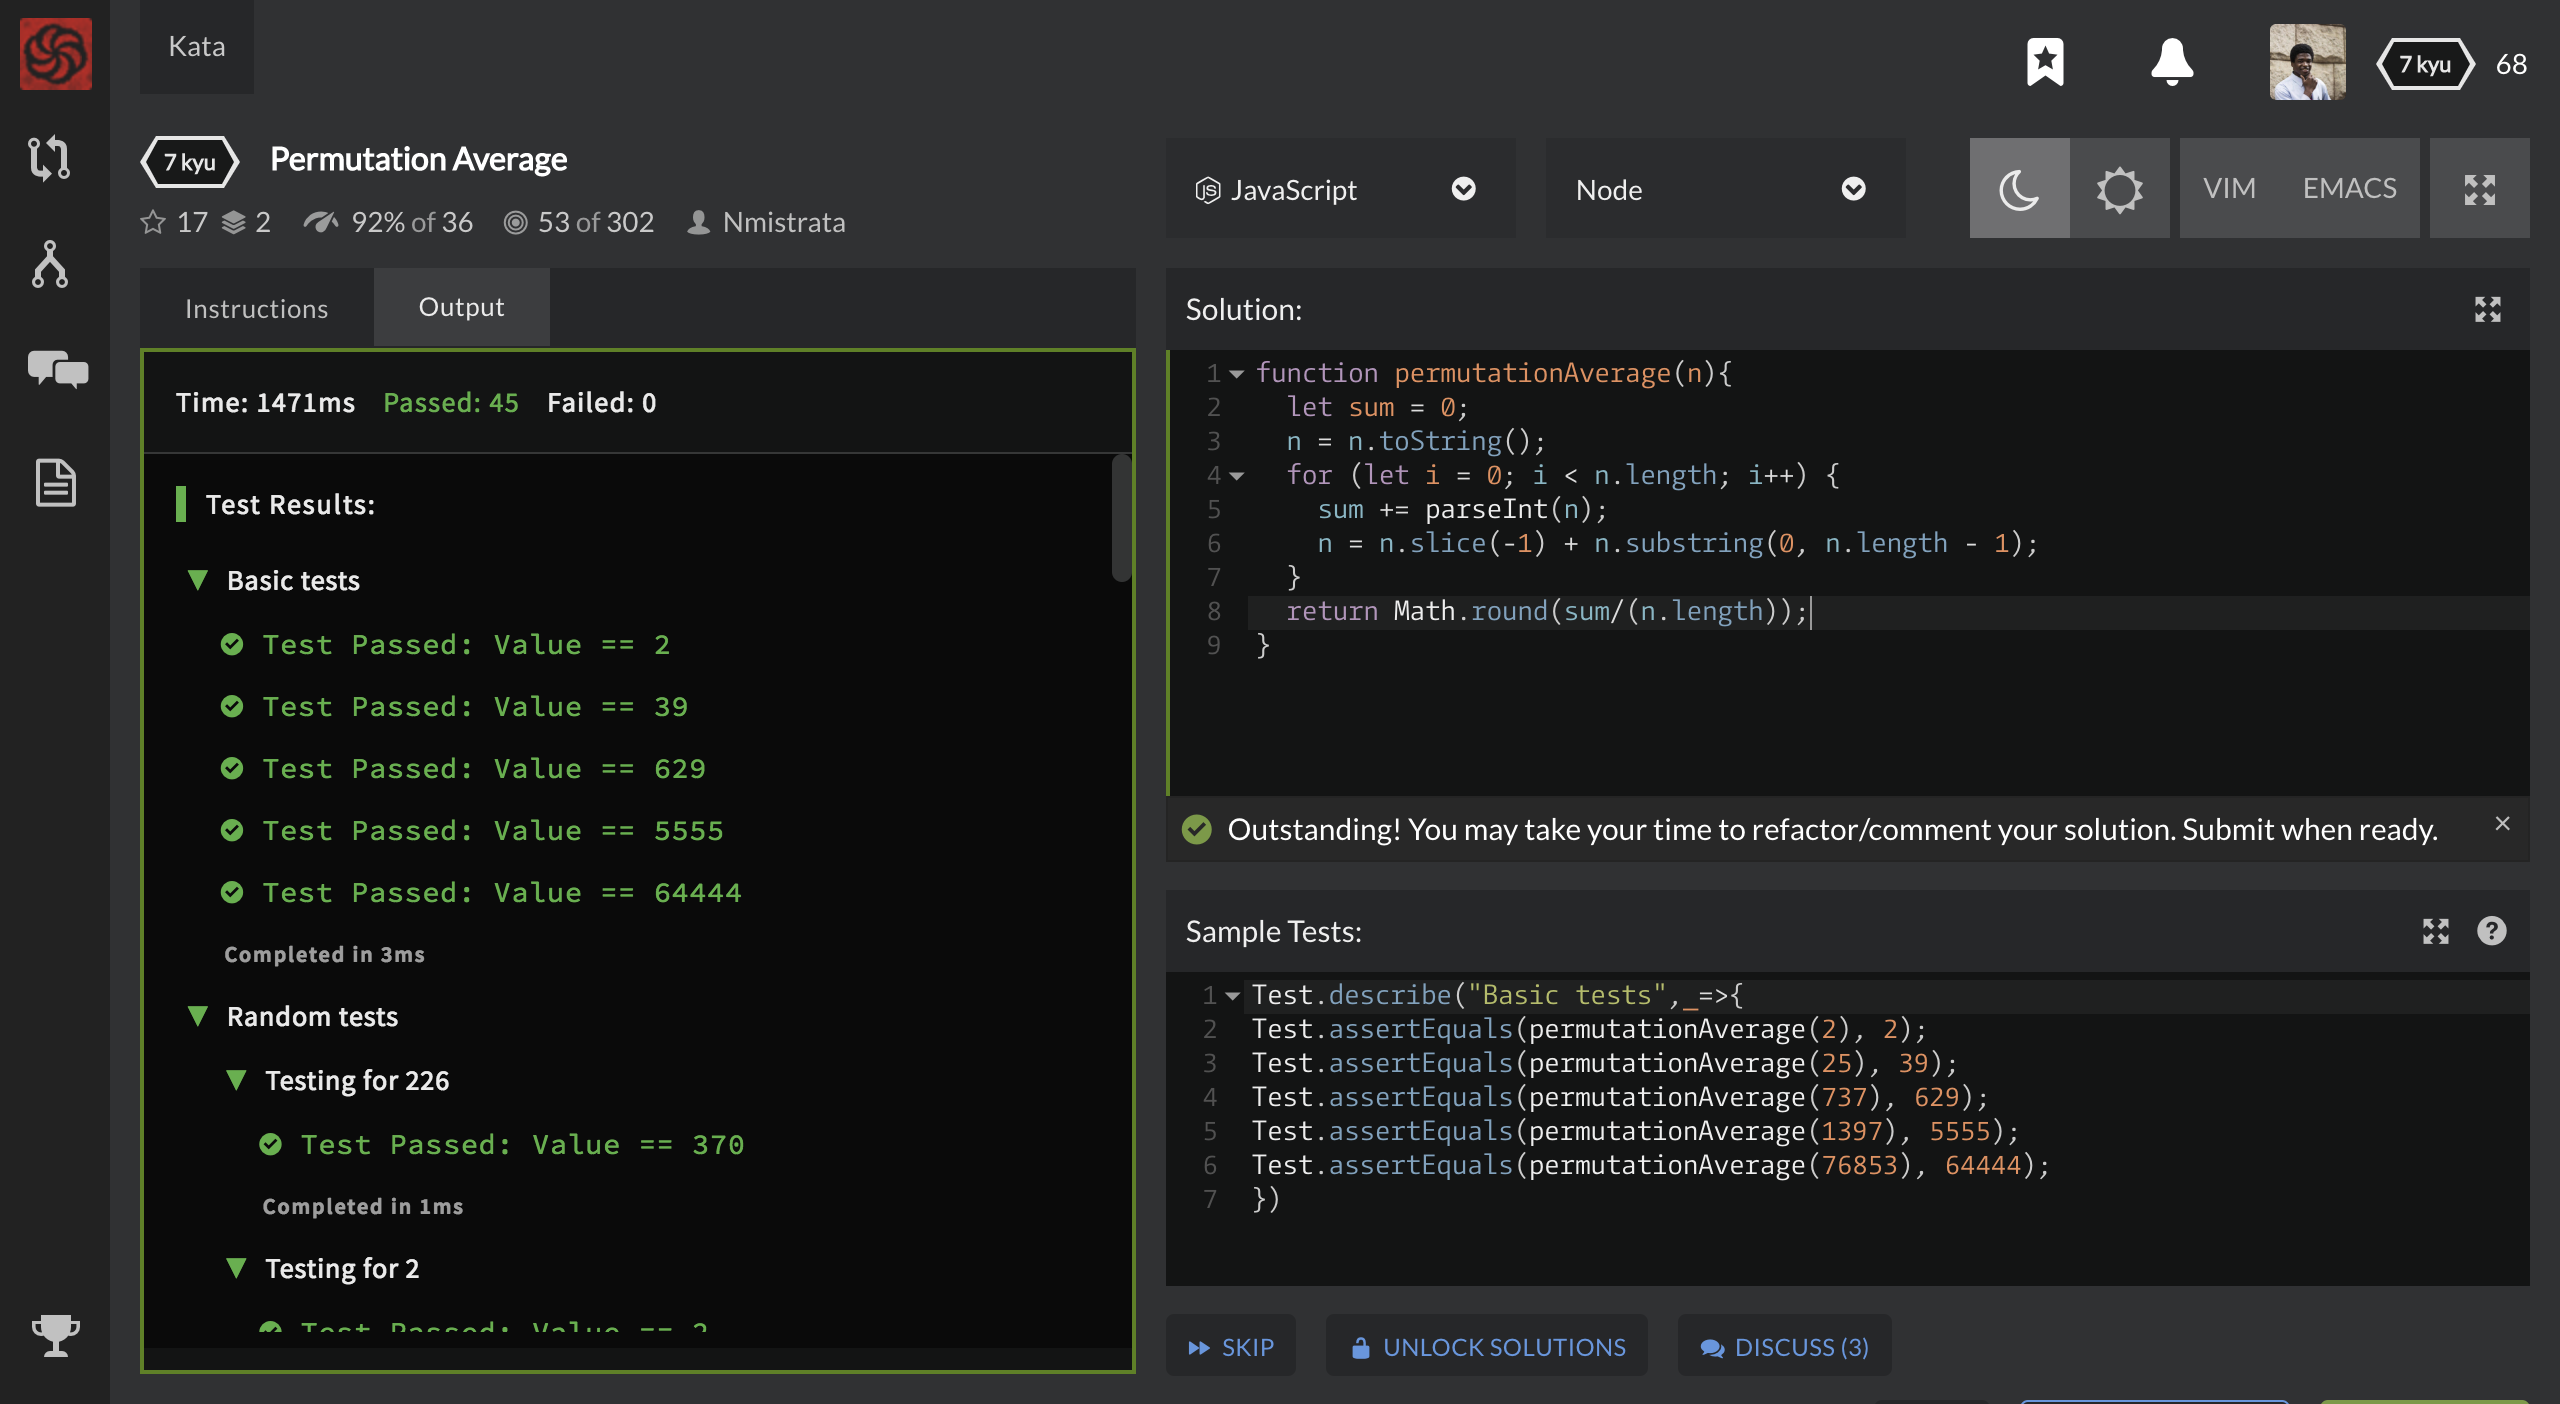 Kata
7 kyu 68
7 kyu Permutation Average
17 2 92% of 36 53 of 302 Nmistrata
JavaScript
Node
VIM EMACS
Instructions Output
Time: 1471ms Passed: 45 Failed: 0
Test Results:
Basic tests
Test Passed: Value == 2
Test Passed: Value == 39
Test Passed: Value == 629
Test Passed: Value == 5555
Test Passed: Value == 64444
Completed in 3ms
Random tests
Testing for 226
Test Passed: Value == 370
Completed in 1ms
Testing for 2
Test Passed: Value == 2
Solution:
1 function permutationAverage(n){
2 let sum = 0;
3 n = n.toString();
4 for (let i = 0; i < n.length; i++) {
5 sum += parseInt(n);
6 n = n.slice(-1) + n.substring(0, n.length - 1);
7 }
8 return Math.round(sum/(n.length));
9 }
Outstanding! You may take your time to refactor/comment your solution. Submit when ready.
Sample Tests:
1 Test.describe("Basic tests",_=>{
2 Test.assertEquals(permutationAverage(2), 2);
3 Test.assertEquals(permutationAverage(25), 39);
4 Test.assertEquals(permutationAverage(737), 629);
5 Test.assertEquals(permutationAverage(1397), 5555);
6 Test.assertEquals(permutationAverage(76853), 64444);
7 })
SKIP
UNLOCK SOLUTIONS
DISCUSS (3)